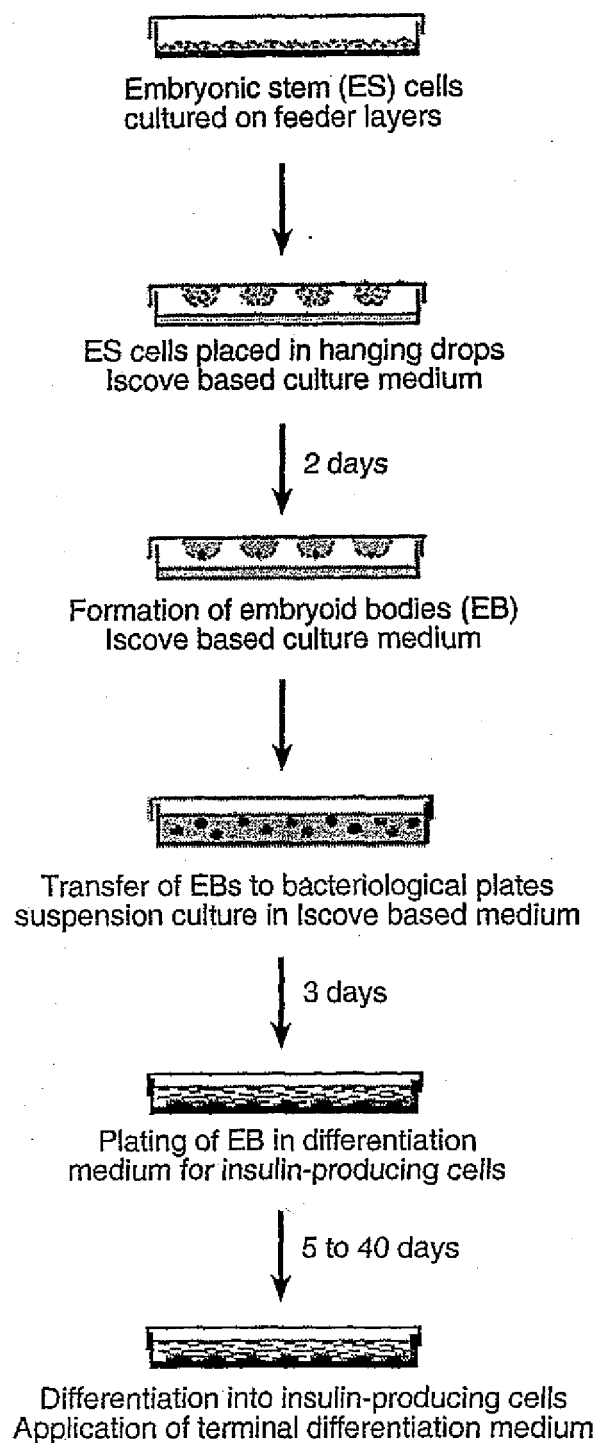 Embryonic stem (ES) cells
cultured on feeder layers
ES cells placed in hanging drops
Iscove based culture medium
2 days
Formation of embryoid bodies (EB)
Iscove based culture medium
Transfer of EBs to bacteriological plates
suspension culture in Iscove based medium
3 days
Plating of EB in differentiation
medium for insulin-producing cells
5 to 40 days
Differentiation into insulin-producing cells
Application of terminal differentiation medium